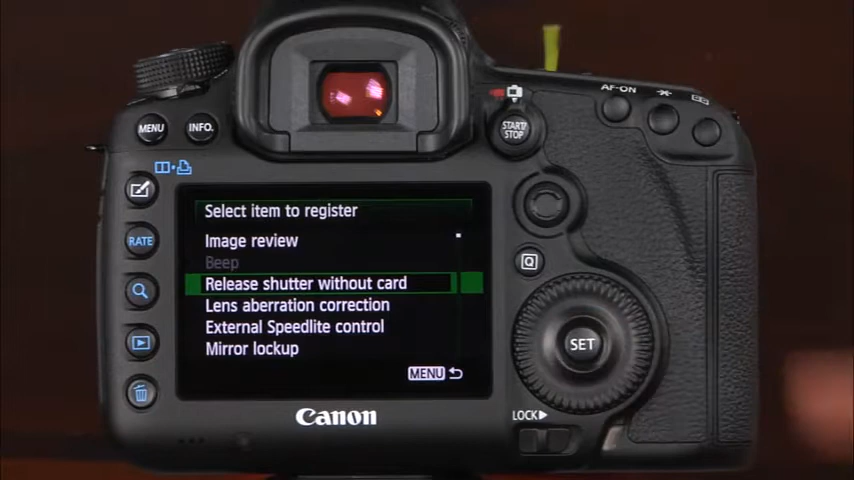 AF-ON
MENU
INFO.
START/
STOP
Select item to register
Image review
Beep
RATE
Q
Release shutter without card
Lens aberration correction
External Speedlite control
SET
Mirror lockup
MENU
Canon
LOCK